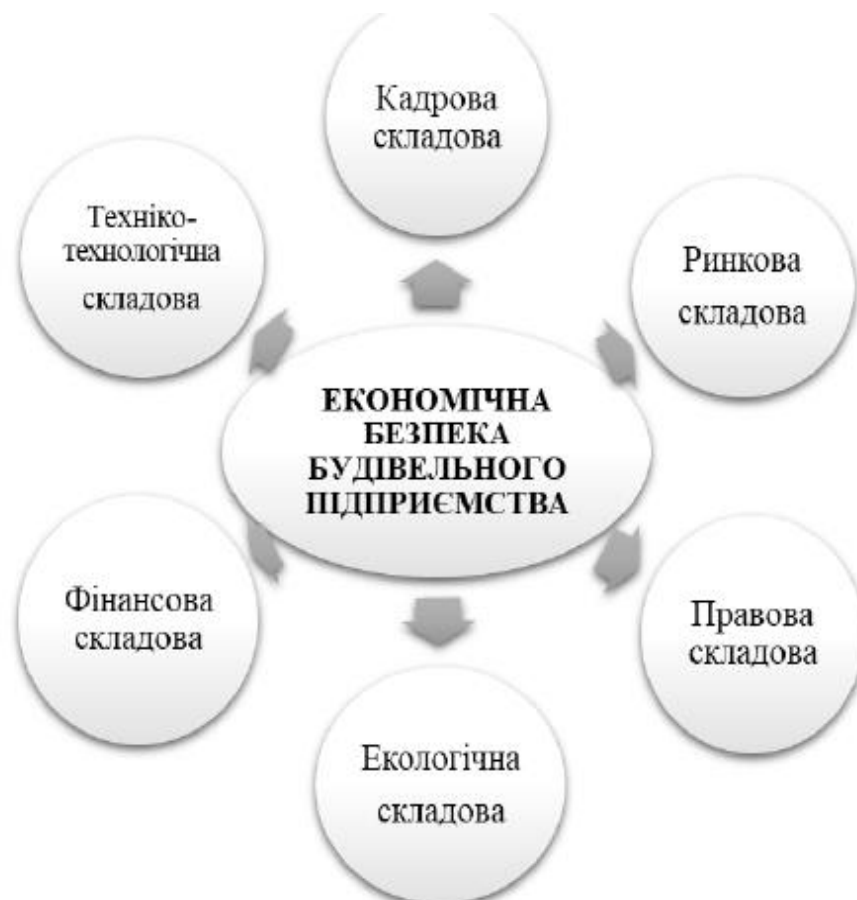 Кадрова
складова
Техніко-
технологічна
складова
Ринкова
складова
ЕКОНОМІЧНА
БЕЗПЕКА
БУДІВЕЛЬНОГО
ПІДПРИЄМСТВА
Фінансова
складова
Правова
складова
Екологічна
складова